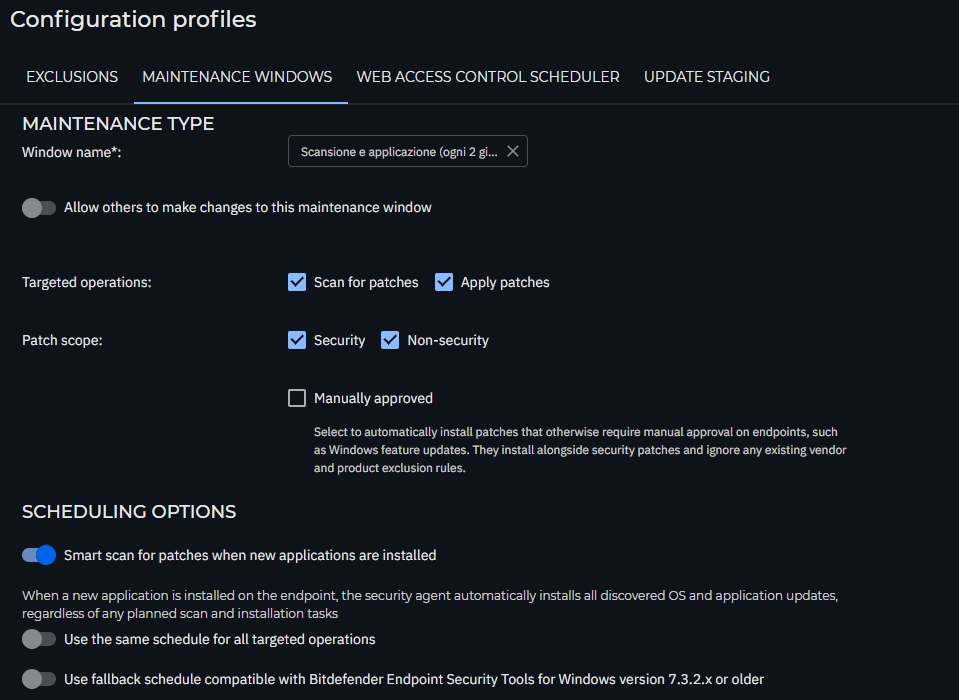 Configuration profiles
EXCLUSIONS MAINTENANCE WINDOWS WEB ACCESS CONTROL SCHEDULER UPDATE STAGING
MAINTENANCE TYPE
Window name*: Scansione e applicazione (ogni 2 gi...
Allow others to make changes to this maintenance window
Targeted operations: Scan for patches Apply patches
Patch scope: Security Non-security
Manually approved
Select to automatically install patches that otherwise require manual approval on endpoints, such
as Windows feature updates. They install alongside security patches and ignore any existing vendor
and product exclusion rules.
SCHEDULING OPTIONS
Smart scan for patches when new applications are installed
When a new application is installed on the endpoint, the security agent automatically installs all discovered OS and application updates,
regardless of any planned scan and installation tasks
Use the same schedule for all targeted operations
Use fallback schedule compatible with Bitdefender Endpoint Security Tools for Windows version 7.3.2.x or older